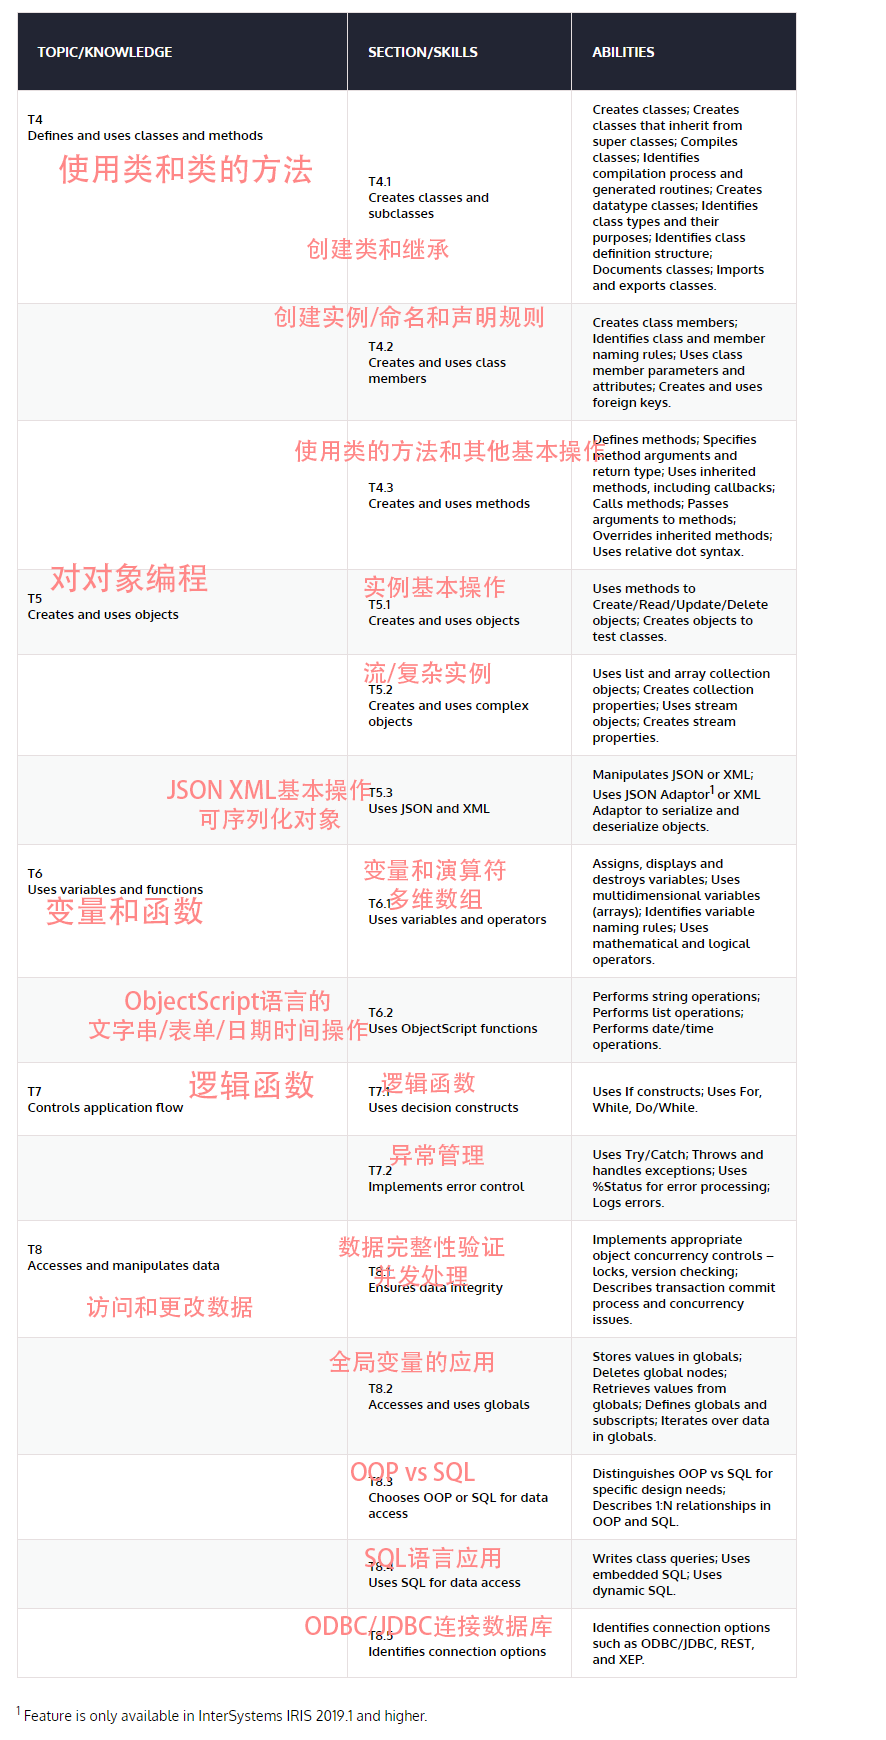 TOPIC/KNOWLEDGE
SECTION/SKILLS
ABILITIES
T4
Defines and uses classes and methods
使用类和类的方法
T4.1
Creates classes and
subclasses
创建类和继承
Creates classes; Creates
classes that inherit from
super classes; Compiles
classes; Identifies
compilation process and
generated routines; Creates
datatype classes; Identifies
class types and their
purposes; Identifies class
definition structure;
Documents classes; Imports
and exports classes.
创建实例/命名和声明规则
T4.2
Creates and uses class
members
Creates class members;
Identifies class and member
naming rules; Uses class
member parameters and
attributes; Creates and uses
foreign keys.
使用类的方法和其他基本操作
T4.3
Creates and uses methods
Defines methods; Specifies
method arguments and
return type; Uses inherited
methods, including callbacks;
Calls methods; Passes
arguments to methods;
Overrides inherited methods;
Uses relative dot syntax.
对对象编程
T5
Creates and uses objects
实例基本操作
T5.1
Creates and uses objects
Uses methods to
Create/Read/Update/Delete
objects; Creates objects to
test classes.
流/复杂实例
T5.2
Creates and uses complex
objects
Uses list and array collection
objects; Creates collection
properties; Uses stream
objects; Creates stream
properties.
JSON XML基本操作
可序列化对象
T5.3
Uses JSON and XML
Manipulates JSON or XML;
Uses JSON Adaptor1 or XML
Adaptor to serialize and
deserialize objects.
T6
Uses variables and functions
变量和函数
变量和演算符
多维数组
T6.1
Uses variables and operators
Assigns, displays and
destroys variables; Uses
multidimensional variables
(arrays); Identifies variable
naming rules; Uses
mathematical and logical
operators.
ObjectScript语言的
文字串/表单/日期时间操作
T6.2
Uses ObjectScript functions
Performs string operations;
Performs list operations;
Performs date/time
operations.
T7
Controls application flow
逻辑函数
逻辑函数
T7.1
Uses decision constructs
Uses If constructs; Uses For,
While, Do/While.
异常管理
T7.2
Implements error control
Uses Try/Catch; Throws and
handles exceptions; Uses
%Status for error processing;
Logs errors.
T8
Accesses and manipulates data
访问和更改数据
数据完整性验证
并发处理
T8.1
Ensures data integrity
Implements appropriate
object concurrency controls –
locks, version checking;
Describes transaction commit
process and concurrency
issues.
全局变量的应用
T8.2
Accesses and uses globals
Stores values in globals;
Deletes global nodes;
Retrieves values from
globals; Defines globals and
subscripts; Iterates over data
in globals.
OOP vs SQL
T8.3
Chooses OOP or SQL for data
access
Distinguishes OOP vs SQL for
specific design needs;
Describes 1:N relationships in
OOP and SQL.
SQL语言应用
T8.4
Uses SQL for data access
Writes class queries; Uses
embedded SQL; Uses
dynamic SQL.
ODBC/JDBC连接数据库
T8.5
Identifies connection options
Identifies connection options
such as ODBC/JDBC, REST,
and XEP.
1 Feature is only available in InterSystems IRIS 2019.1 and higher.